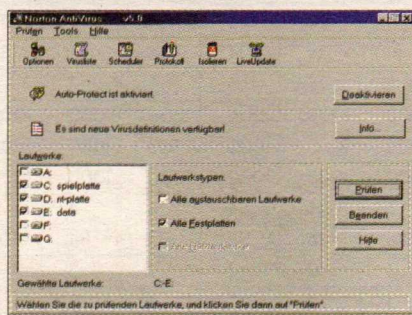 Norton AntiVirus v5.0
Prüfen Tools Hilfe
Optionen Virusliste Scheduler Protokoll Isolieren LiveUpdate
Auto-Protect ist aktiviert Deaktivieren
Es sind neue Virusdefinitionen verfügbar! Info...
Laufwerke:
A:
C: spielplatte
D: nt-platte
E: data
F:
G:
Laufwerkstypen:
Alle austauschbaren Laufwerke
Alle Festplatten
Prüfen
Beenden
Hilfe
Gewählte Laufwerke: C:-E:
Wählen Sie die zu prüfenden Laufwerke, und klicken Sie dann auf "Prüfen".